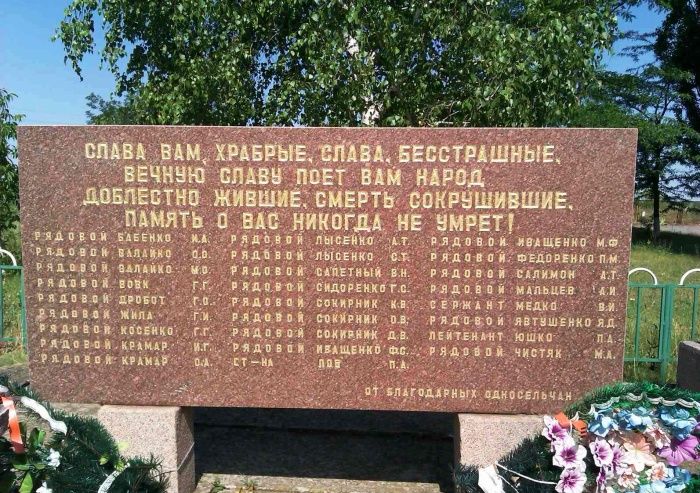 СЛАВА ВАМ, ХРАБРЫЕ, СЛАВА, БЕССТРАШНЫЕ,
ВЕЧНУЮ СЛАВУ ПОЕТ ВАМ НАРОД
ДОБЛЕСТНО ЖИВШИЕ, СМЕРТЬ СОКРУШИВШИЕ,
ПАМЯТЬ О ВАС НИКОГДА НЕ УМРЕТ!
РЯДОВОЙ БАБЕНКО И.А.
РЯДОВОЙ ВАЛАЙКО О.О.
РЯДОВОЙ ВАЛАЙКО М.О.
РЯДОВОЙ ВОВК Г.Г.
РЯДОВОЙ ДРОБОТ Г.О.
РЯДОВОЙ ЖИЛА Г.И.
РЯДОВОЙ КОСЕНКО Г.Г.
РЯДОВОЙ КРАМАР И.Г.
РЯДОВОЙ КРАМАР О.А.
РЯДОВОЙ ЛЫСЕНКО А.Т.
РЯДОВОЙ ЛЫСЕНКО С.Т.
РЯДОВОЙ САПЕТНЫЙ В.Н.
РЯДОВОЙ СИДОРЕНКО Т.С.
РЯДОВОЙ СОКИРНИК К.В.
РЯДОВОЙ СОКИРНИК О.В.
РЯДОВОЙ СОКИРНИК Д.В.
РЯДОВОЙ ИВАЩЕНКО Ф.С.
СТ—НА ЛОВ П.А.
РЯДОВОЙ ИВАЩЕНКО М.Ф.
РЯДОВОЙ ФЕДОРЕНКО П.М.
РЯДОВОЙ САЛИМОН А.Т.
РЯДОВОЙ МАЛЬЦЕВ А.И.
СЕРЖАНТ МЕДКО В.И.
РЯДОВОЙ ЯВТУШЕНКО Я.Д.
ЛЕЙТЕНАНТ ЮШКО П.А.
РЯДОВОЙ ЧИСТЯК М.А.
ОТ БЛАГОДАРНЫХ ОДНОСЕЛЬЧАН